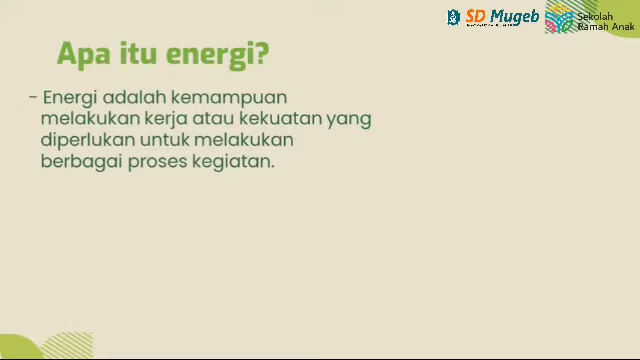 SD Mugeb
Sekolah
Ramah Anak
Apa itu energi?
- Energi adalah kemampuan
melakukan kerja atau kekuatan yang
diperlukan untuk melakukan
berbagai proses kegiatan.